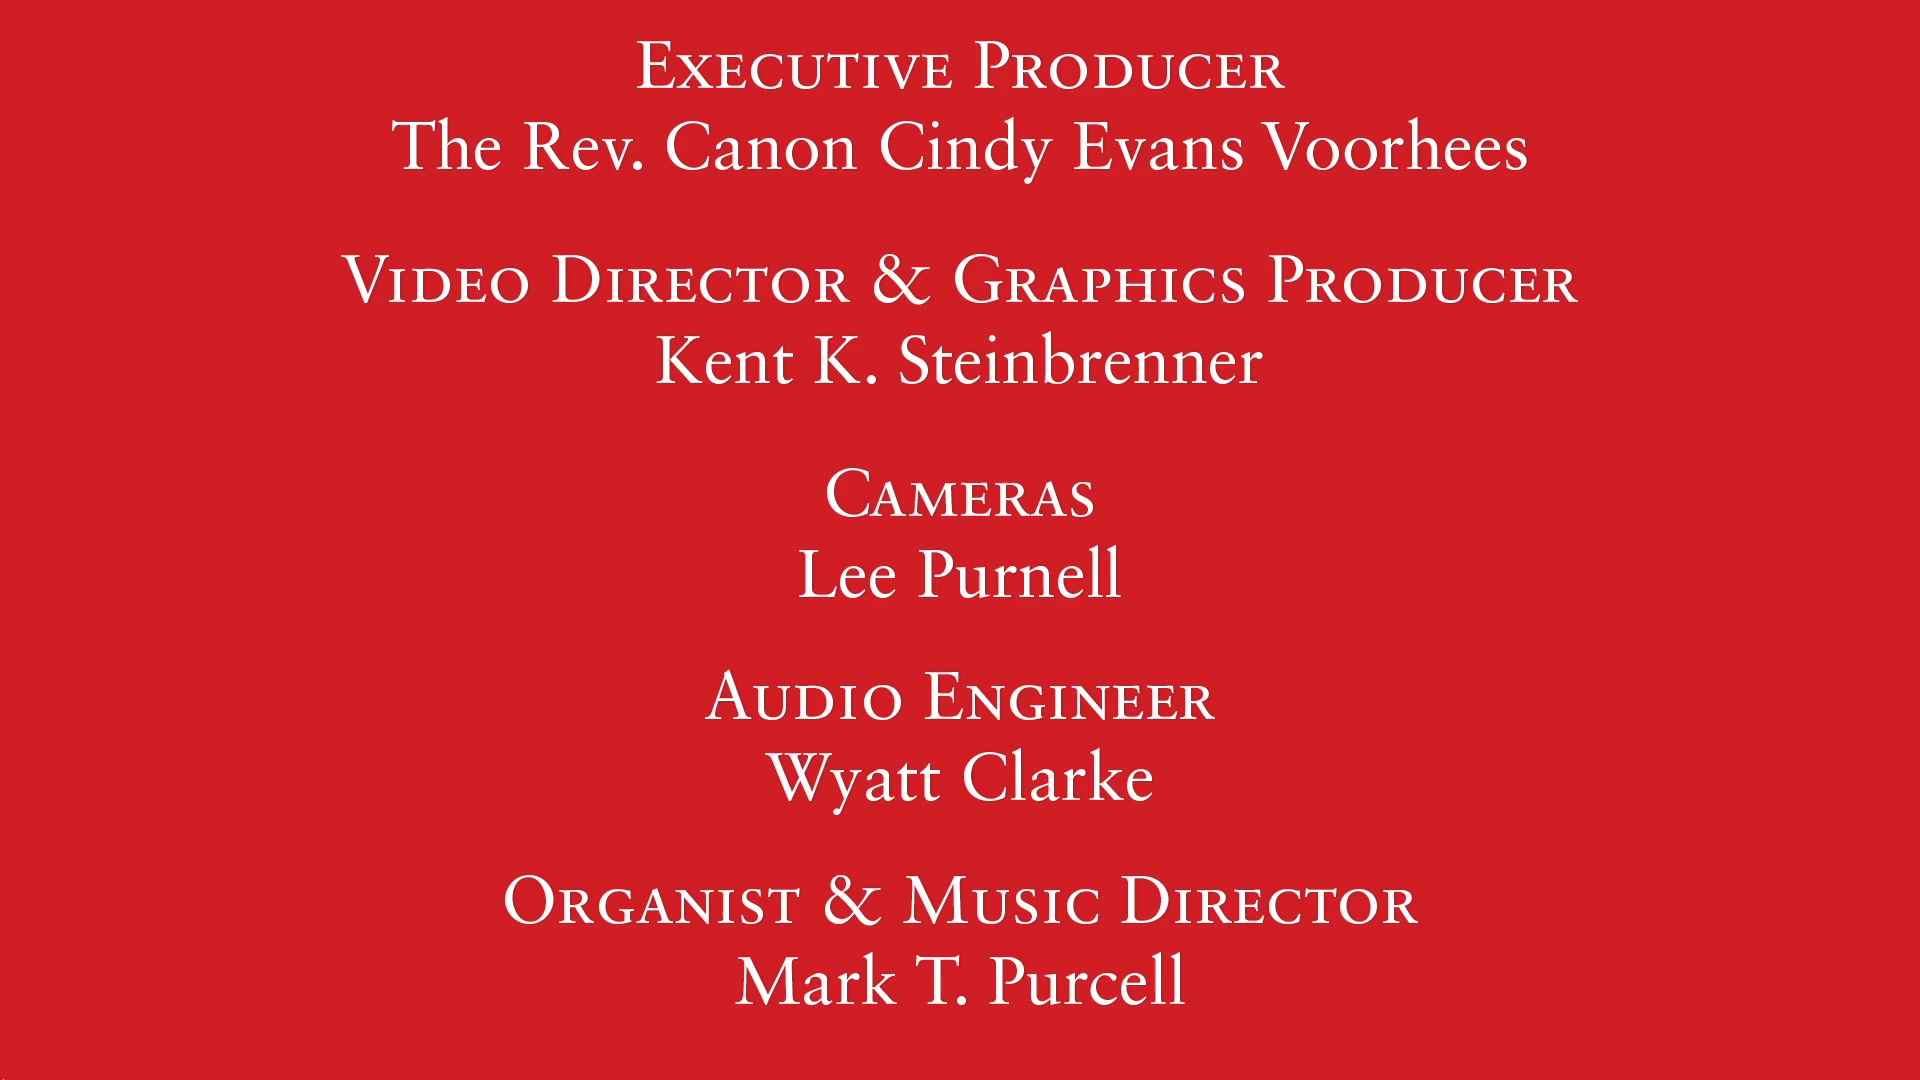 Executive Producer
The Rev. Canon Cindy Evans Voorhees
Video Director & Graphics Producer
Kent K. Steinbrenner
Cameras
Lee Purnell
Audio Engineer
Wyatt Clarke
Organist & Music Director
Mark T. Purcell